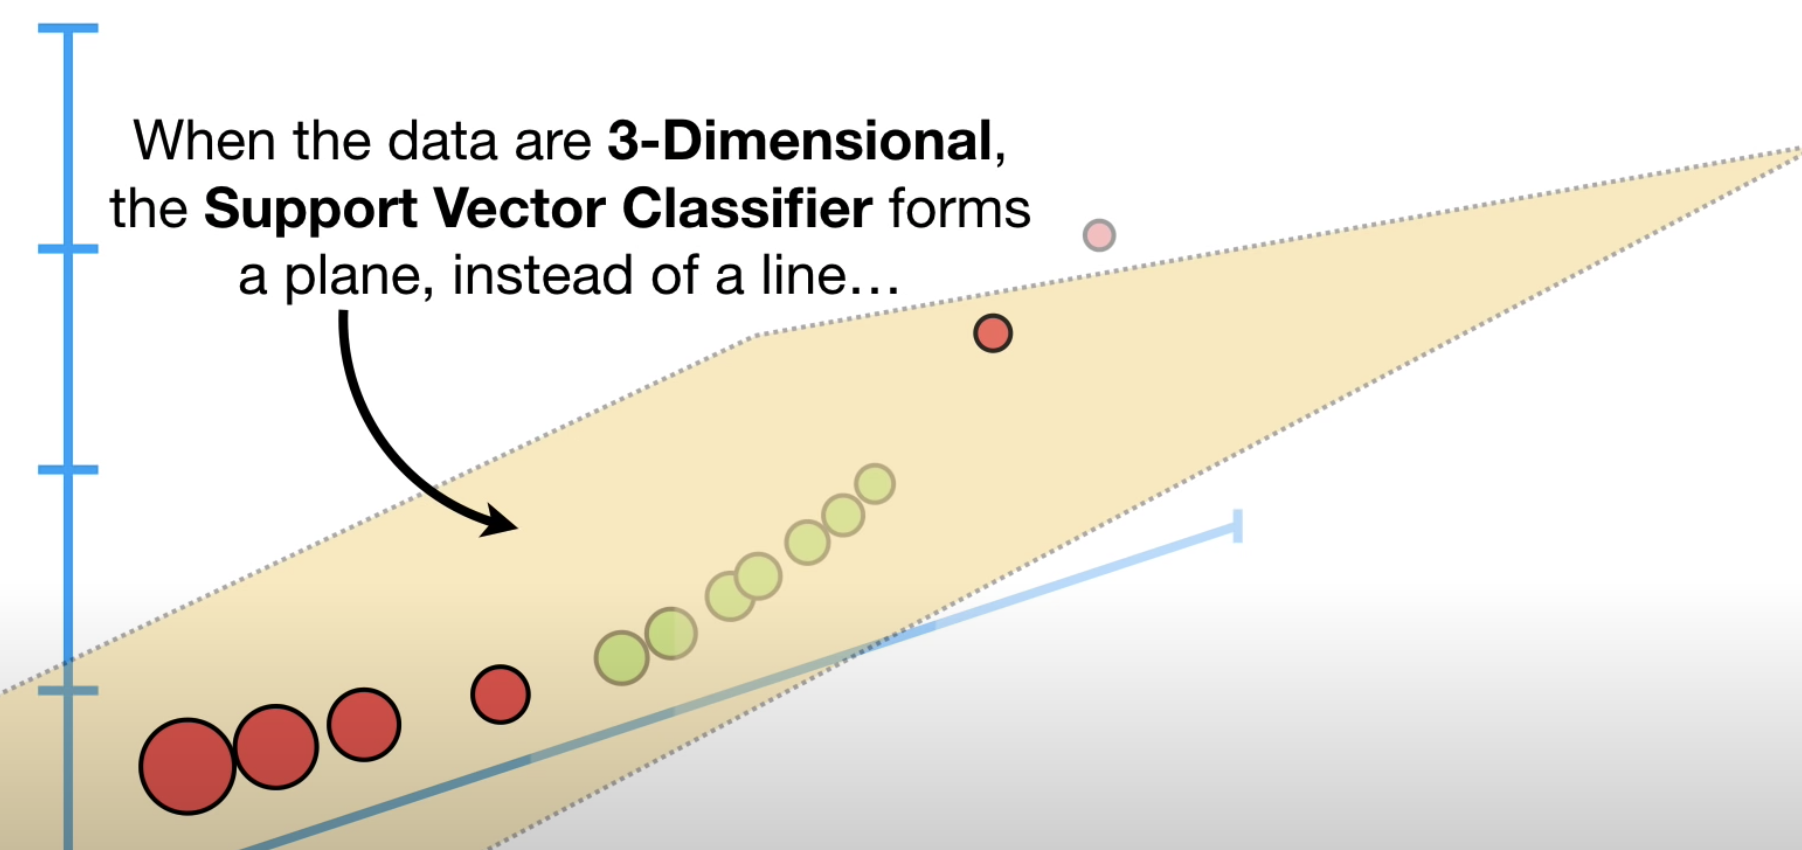 When the data are 3-Dimensional,
the Support Vector Classifier forms
a plane, instead of a line…